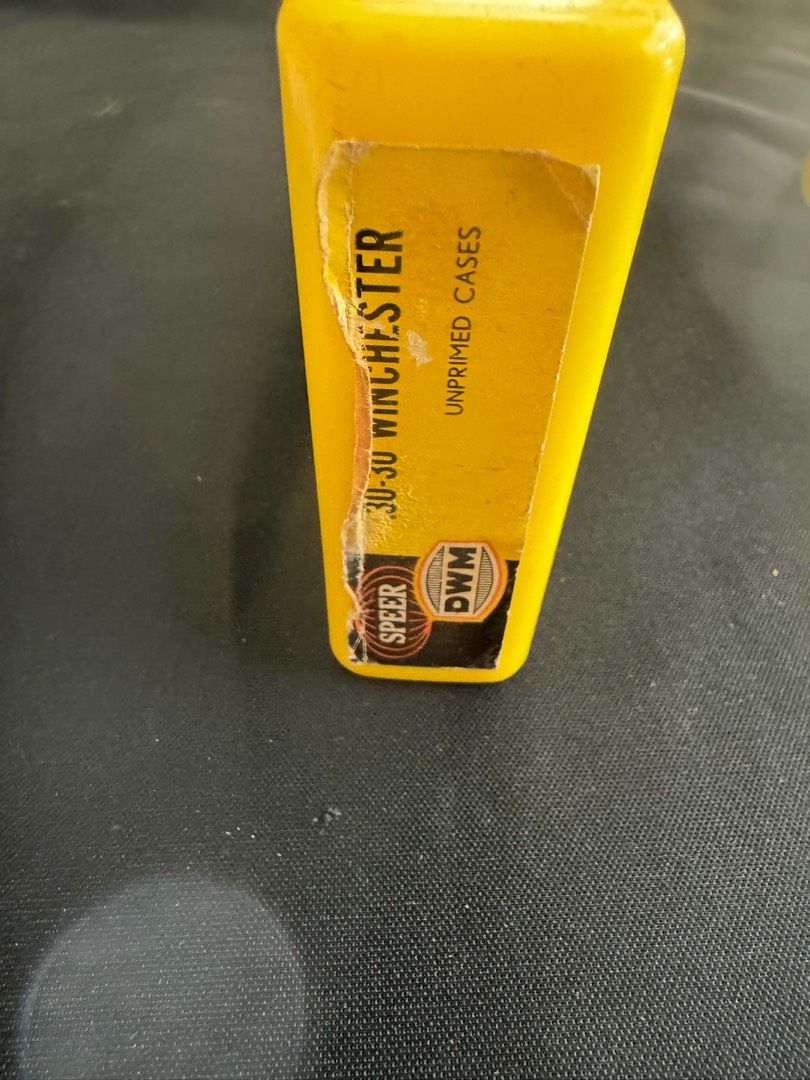 .30-30 WINCHESTER
UNPRIMED CASES
SPEER
DWM